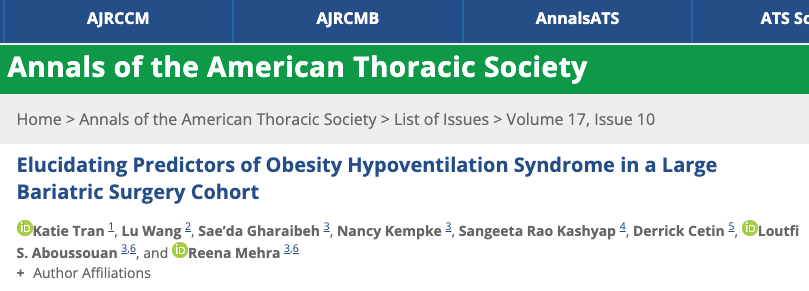 AJRCCM AJRCMB AnnalsATS ATS Sc
Annals of the American Thoracic Society
Home > Annals of the American Thoracic Society > List of Issues > Volume 17, Issue 10
Elucidating Predictors of Obesity Hypoventilation Syndrome in a Large
Bariatric Surgery Cohort
iD Katie Tran 1, Lu Wang 2, Sae’da Gharaibeh 3, Nancy Kempke 3, Sangeeta Rao Kashyap 4, Derrick Cetin 5, iD Loutfi
S. Aboussouan 3,6, and iD Reena Mehra 3,6
+ Author Affiliations